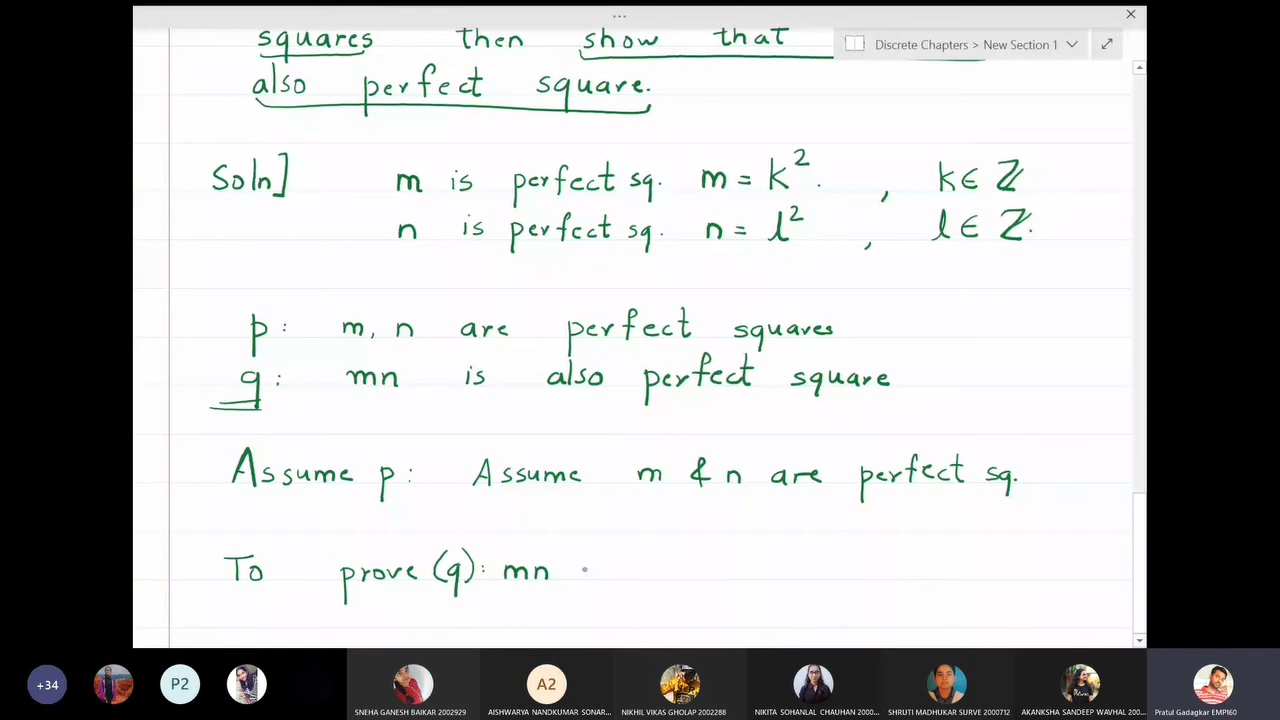 squares then show that
Discrete Chapters > New Section 1
also perfect square.
Soln] m is perfect sq. m = k². , k ∈ ℤ
n is perfect sq. n = l² , l ∈ ℤ.
p: m, n are perfect squares
q: mn is also perfect square
Assume p: Assume m & n are perfect sq.
To prove (q): mn
+34 P2 A2
SNEHA GANESH BAIKAR 2002929 AISHWARYA NANDKUMAR SONAR... NIKHIL VIKAS GHOLAP 2002288 NIKITA SOHANLAL CHAUHAN 2000... SHRUTI MADHUKAR SURVE 2000712 AKANKSHA SANDEEP WAVHAL 200... Pratul Gadagkar EMP160